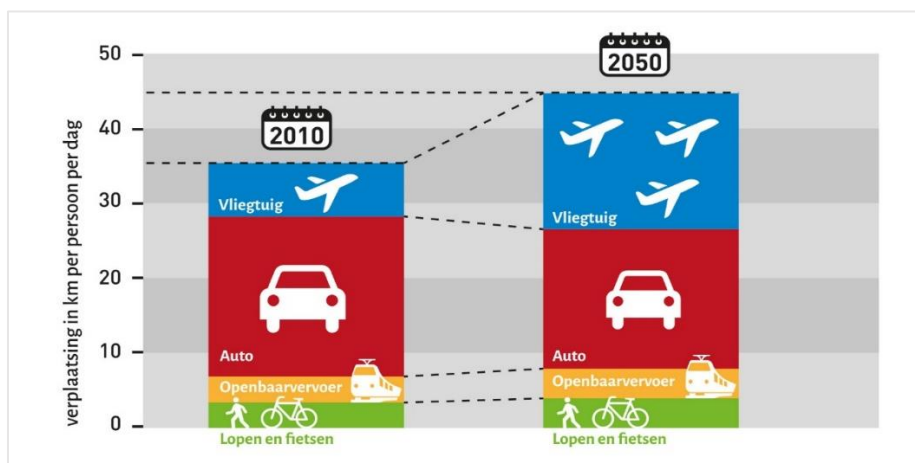 verplaatsing in km per persoon per dag
50
40
30
20
10
0
2010
Vliegtuig
Auto
Openbaarvervoer
Lopen en fietsen
2050
Vliegtuig
Auto
Openbaarvervoer
Lopen en fietsen